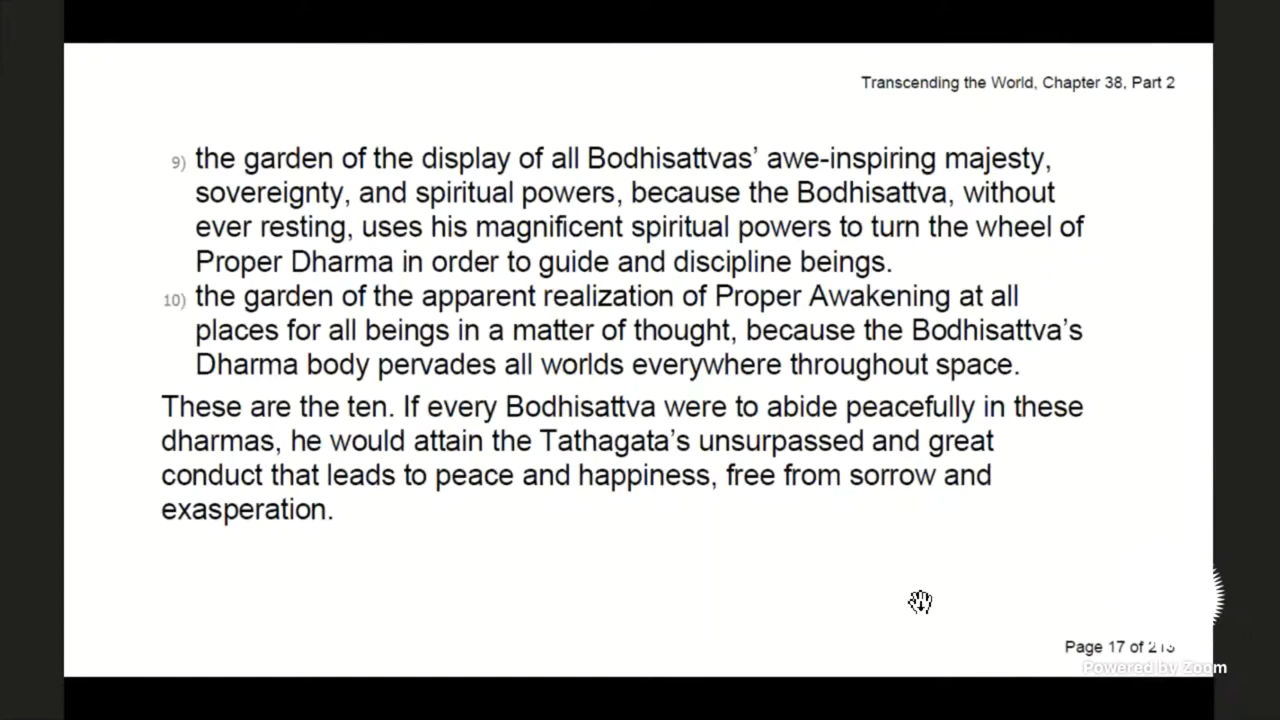 Transcending the World, Chapter 38, Part 2
9) the garden of the display of all Bodhisattvas' awe-inspiring majesty,
sovereignty, and spiritual powers, because the Bodhisattva, without
ever resting, uses his magnificent spiritual powers to turn the wheel of
Proper Dharma in order to guide and discipline beings.
10) the garden of the apparent realization of Proper Awakening at all
places for all beings in a matter of thought, because the Bodhisattva's
Dharma body pervades all worlds everywhere throughout space.
These are the ten. If every Bodhisattva were to abide peacefully in these
dharmas, he would attain the Tathagata's unsurpassed and great
conduct that leads to peace and happiness, free from sorrow and
exasperation.
Page 17 of
Powered by Zoom